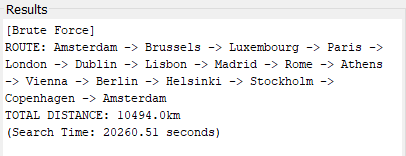 Results
[Brute Force]
ROUTE: Amsterdam -> Brussels -> Luxembourg -> Paris ->
London -> Dublin -> Lisbon -> Madrid -> Rome -> Athens
-> Vienna -> Berlin -> Helsinki -> Stockholm ->
Copenhagen -> Amsterdam
TOTAL DISTANCE: 10494.0km
(Search Time: 20260.51 seconds)